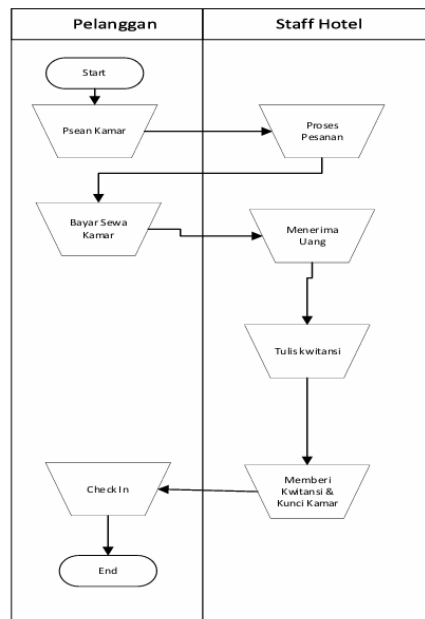 Pelanggan
Staff Hotel
Start
Psean Kamar
Proses
Pesanan
Bayar Sewa
Kamar
Menerima
Uang
Tulis kwitansi
Memberi
Kwitansi &
Kunci Kamar
Check In
End